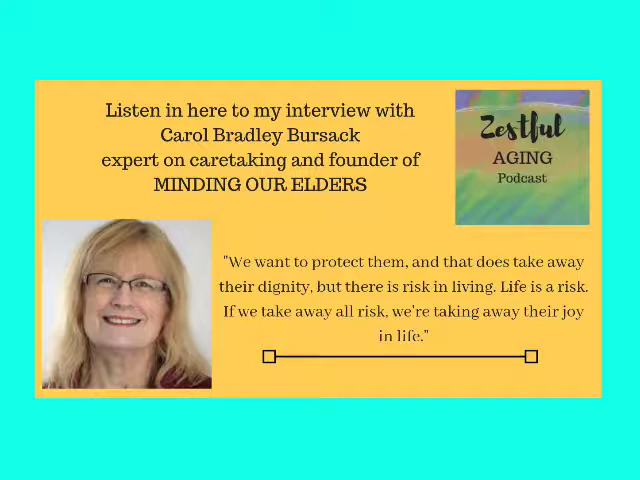 Listen in here to my interview with
Carol Bradley Bursack
expert on caretaking and founder of
MINDING OUR ELDERS
Zestful
AGING
Podcast
"We want to protect them, and that does take away
their dignity, but there is risk in living. Life is a risk.
If we take away all risk, we're taking away their joy
in life."